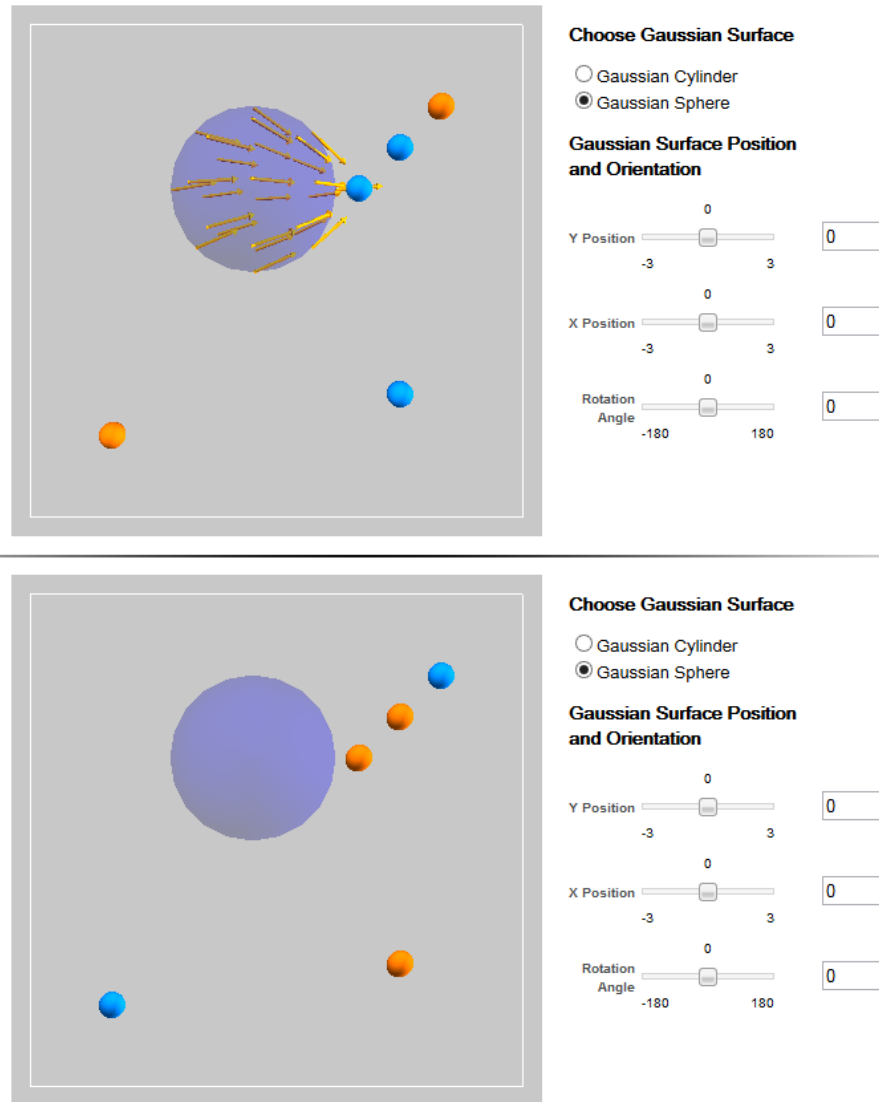 Choose Gaussian Surface
Gaussian Cylinder
Gaussian Sphere
Gaussian Surface Position
and Orientation
0
Y Position
0
-3
3
0
X Position
0
-3
3
0
Rotation
Angle
0
-180
180
Choose Gaussian Surface
Gaussian Cylinder
Gaussian Sphere
Gaussian Surface Position
and Orientation
0
Y Position
0
-3
3
0
X Position
0
-3
3
0
Rotation
Angle
0
-180
180